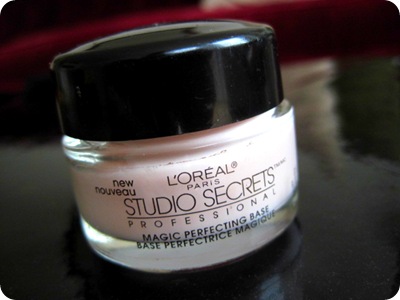 new
nouveau
L'ORÉAL®
PARIS
STUDIO SECRETS
PROFESSIONAL
MAGIC PERFECTING BASE
BASE PERFECTRICE MAGIQUE